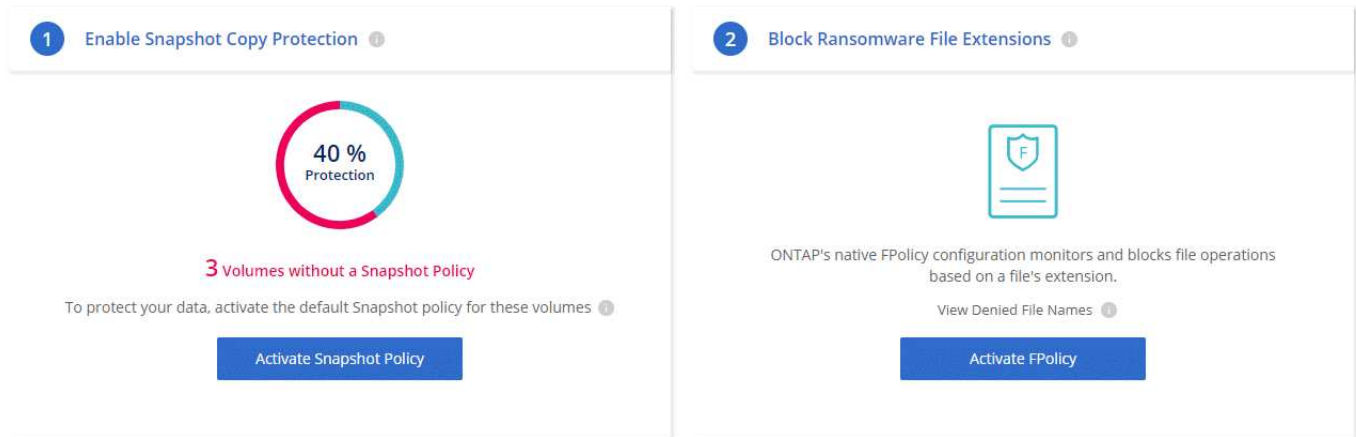 1 Enable Snapshot Copy Protection i
40 %
Protection
3 Volumes without a Snapshot Policy
To protect your data, activate the default Snapshot policy for these volumes i
Activate Snapshot Policy
2 Block Ransomware File Extensions i
F
ONTAP's native FPolicy configuration monitors and blocks file operations
based on a file's extension.
View Denied File Names i
Activate FPolicy